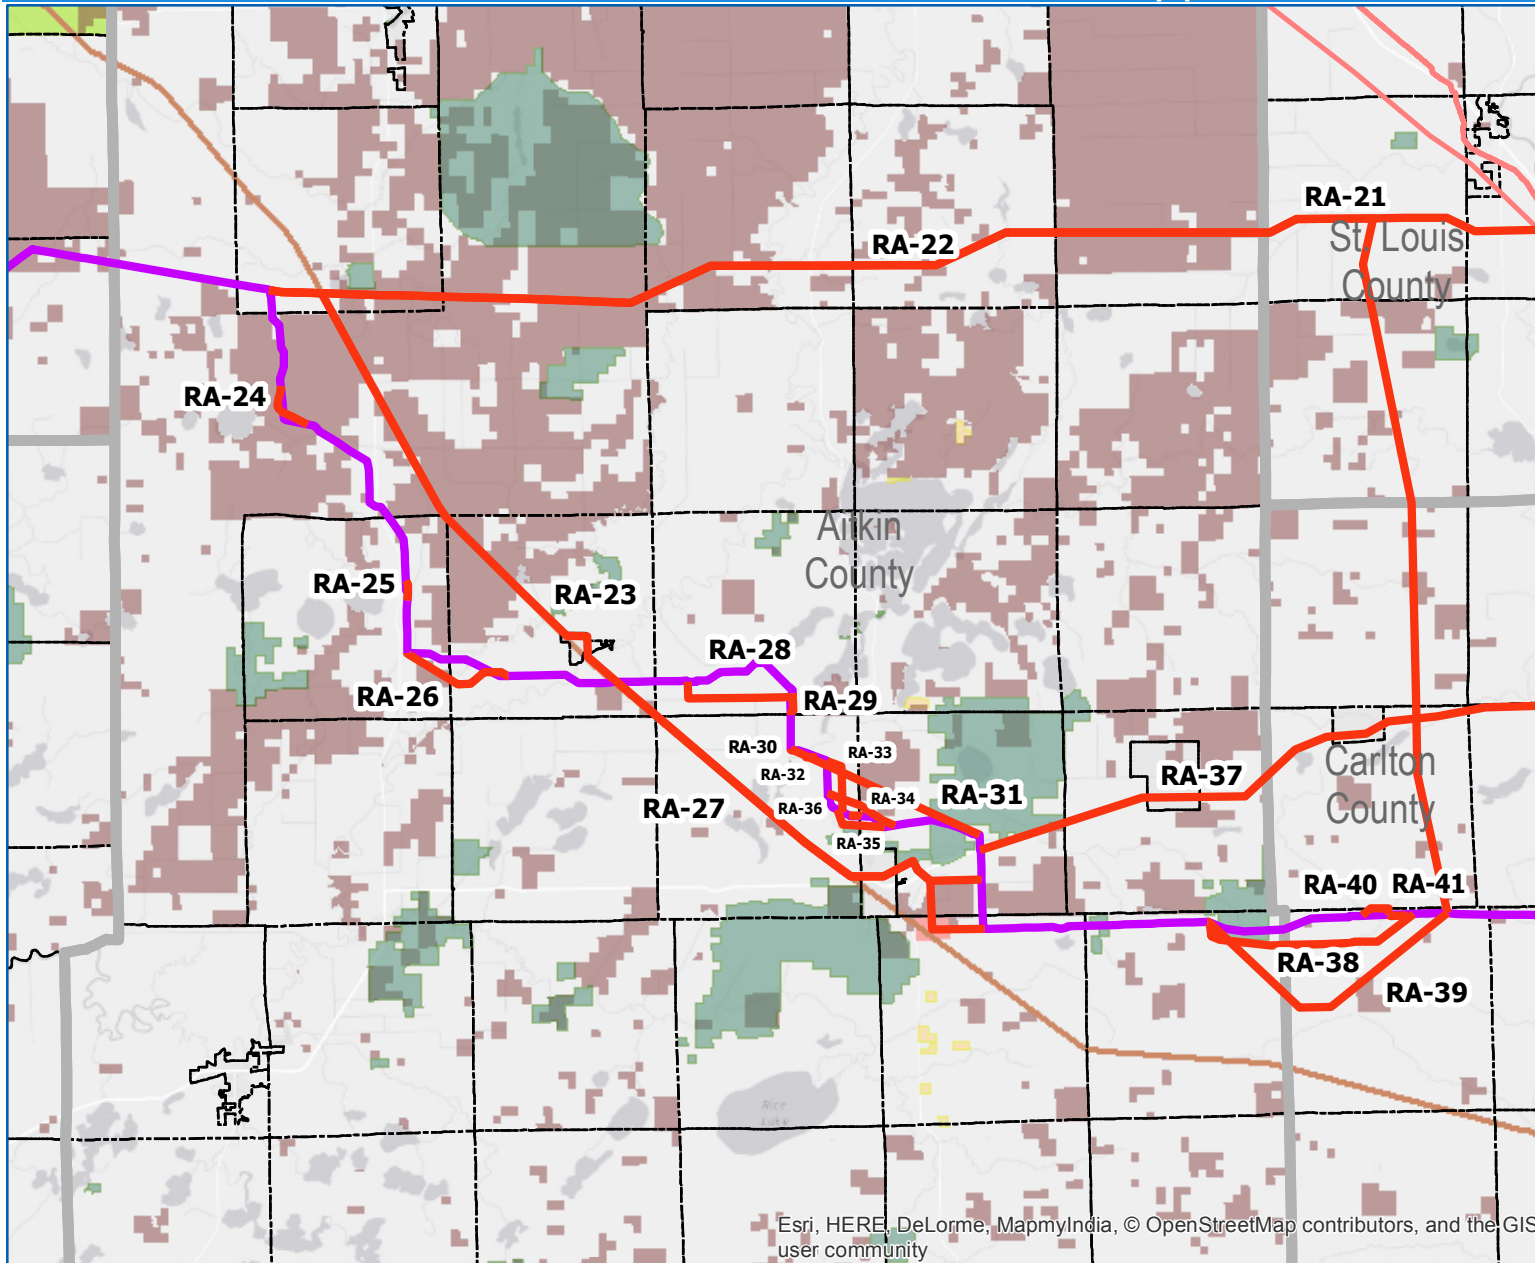 RA-21
St. Louis
County
RA-22
RA-24
Aitkin
County
RA-25
RA-23
RA-28
RA-26
RA-29
RA-30
RA-33
RA-32
RA-37
Carlton
County
RA-27
RA-36
RA-34
RA-31
RA-35
RA-40
RA-41
RA-38
RA-39
Rice
Lake
Esri, HERE, DeLorme, MapmyIndia, © OpenStreetMap contributors, and the GIS
user community